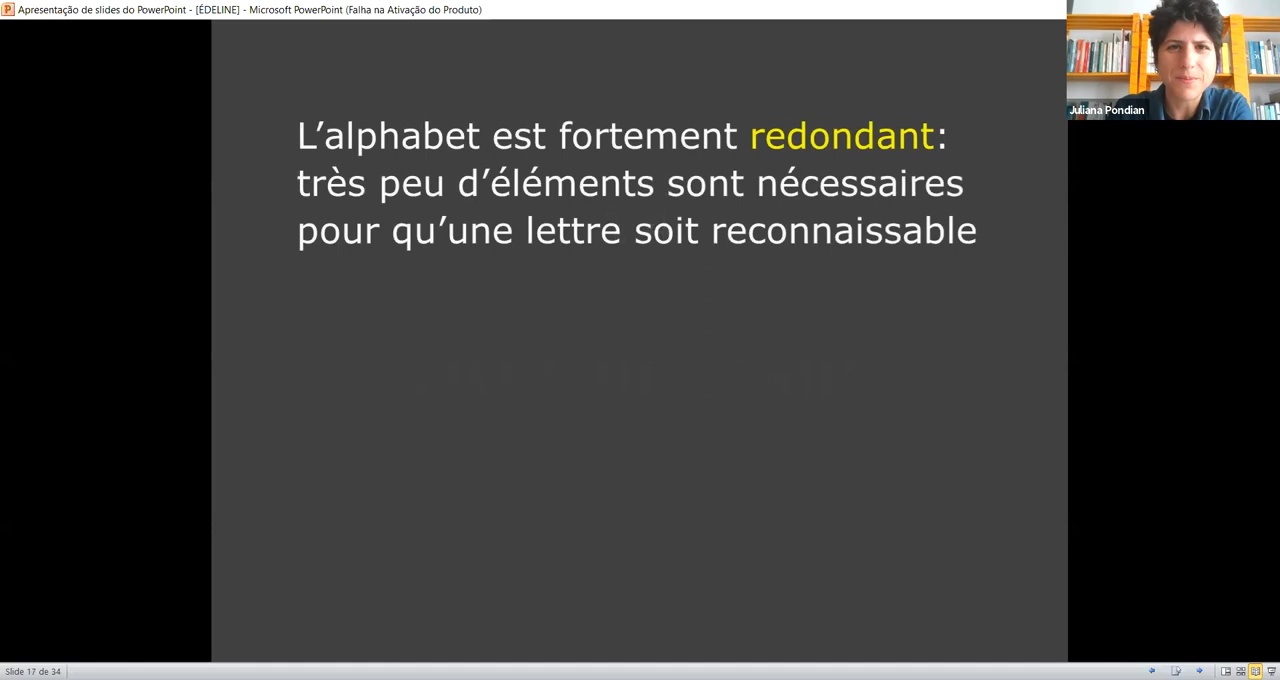 Apresentação de slides do PowerPoint - [ÉDELINE] - Microsoft PowerPoint (Falha na Ativação do Produto)
Juliana Pondian
L’alphabet est fortement redondant:
très peu d’éléments sont nécessaires
pour qu’une lettre soit reconnaissable
Slide 17 de 34